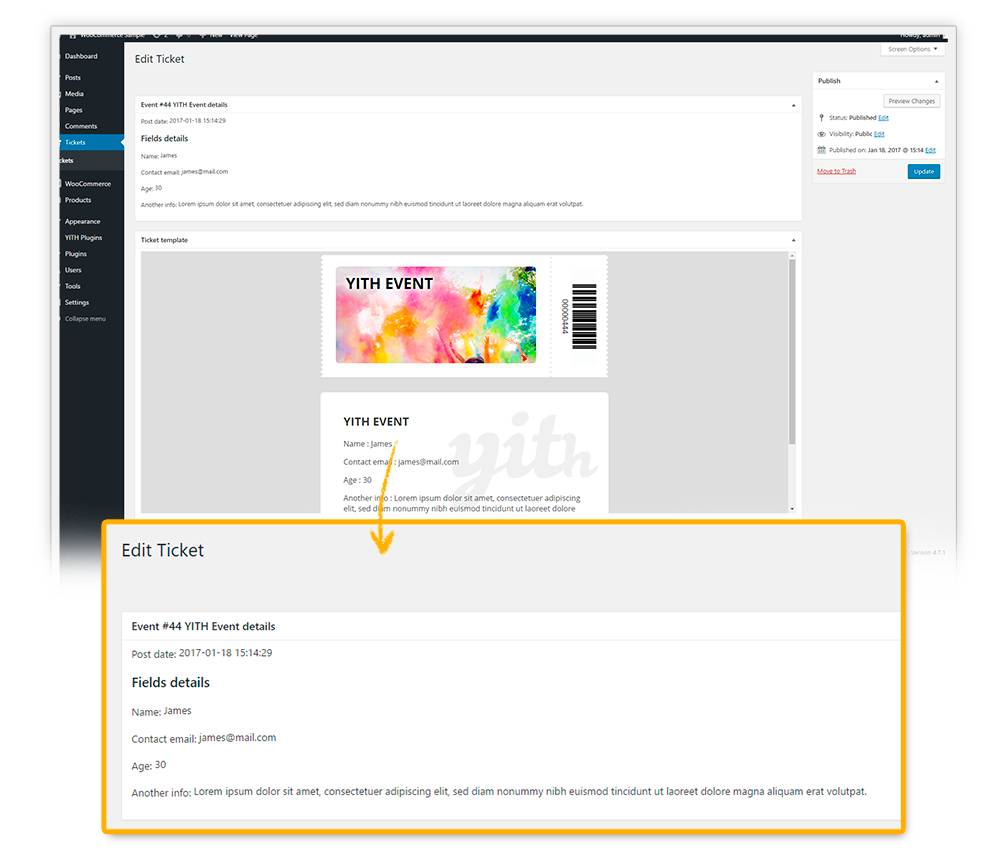 WooCommerce Sample 2 New View Page Howdy, admin
Screen Options
Dashboard
Posts
Media
Pages
Comments
Tickets
WooCommerce
Products
Appearance
YITH Plugins
Plugins
Users
Tools
Settings
Collapse menu
Edit Ticket
Event #44 YITH Event details
Post date: 2017-01-18 15:14:29
Fields details
Name: James
Contact email: james@mail.com
Age: 30
Another info: Lorem ipsum dolor sit amet, consectetuer adipiscing elit, sed diam nonummy nibh euismod tincidunt ut laoreet dolore magna aliquam erat volutpat.
Publish
Preview Changes
Status: Published Edit
Visibility: Public Edit
Published on: Jan 18, 2017 @ 15:14 Edit
Move to Trash
Update
Ticket template
YITH EVENT
00000444
yith
YITH EVENT
Name : James
Contact email : james@mail.com
Age : 30
Another info : Lorem ipsum dolor sit amet, consectetuer adipiscing
elit, sed diam nonummy nibh euismod tincidunt ut laoreet dolore
Version 4.7.1
Edit Ticket
Event #44 YITH Event details
Post date: 2017-01-18 15:14:29
Fields details
Name: James
Contact email: james@mail.com
Age: 30
Another info: Lorem ipsum dolor sit amet, consectetuer adipiscing elit, sed diam nonummy nibh euismod tincidunt ut laoreet dolore magna aliquam erat volutpat.